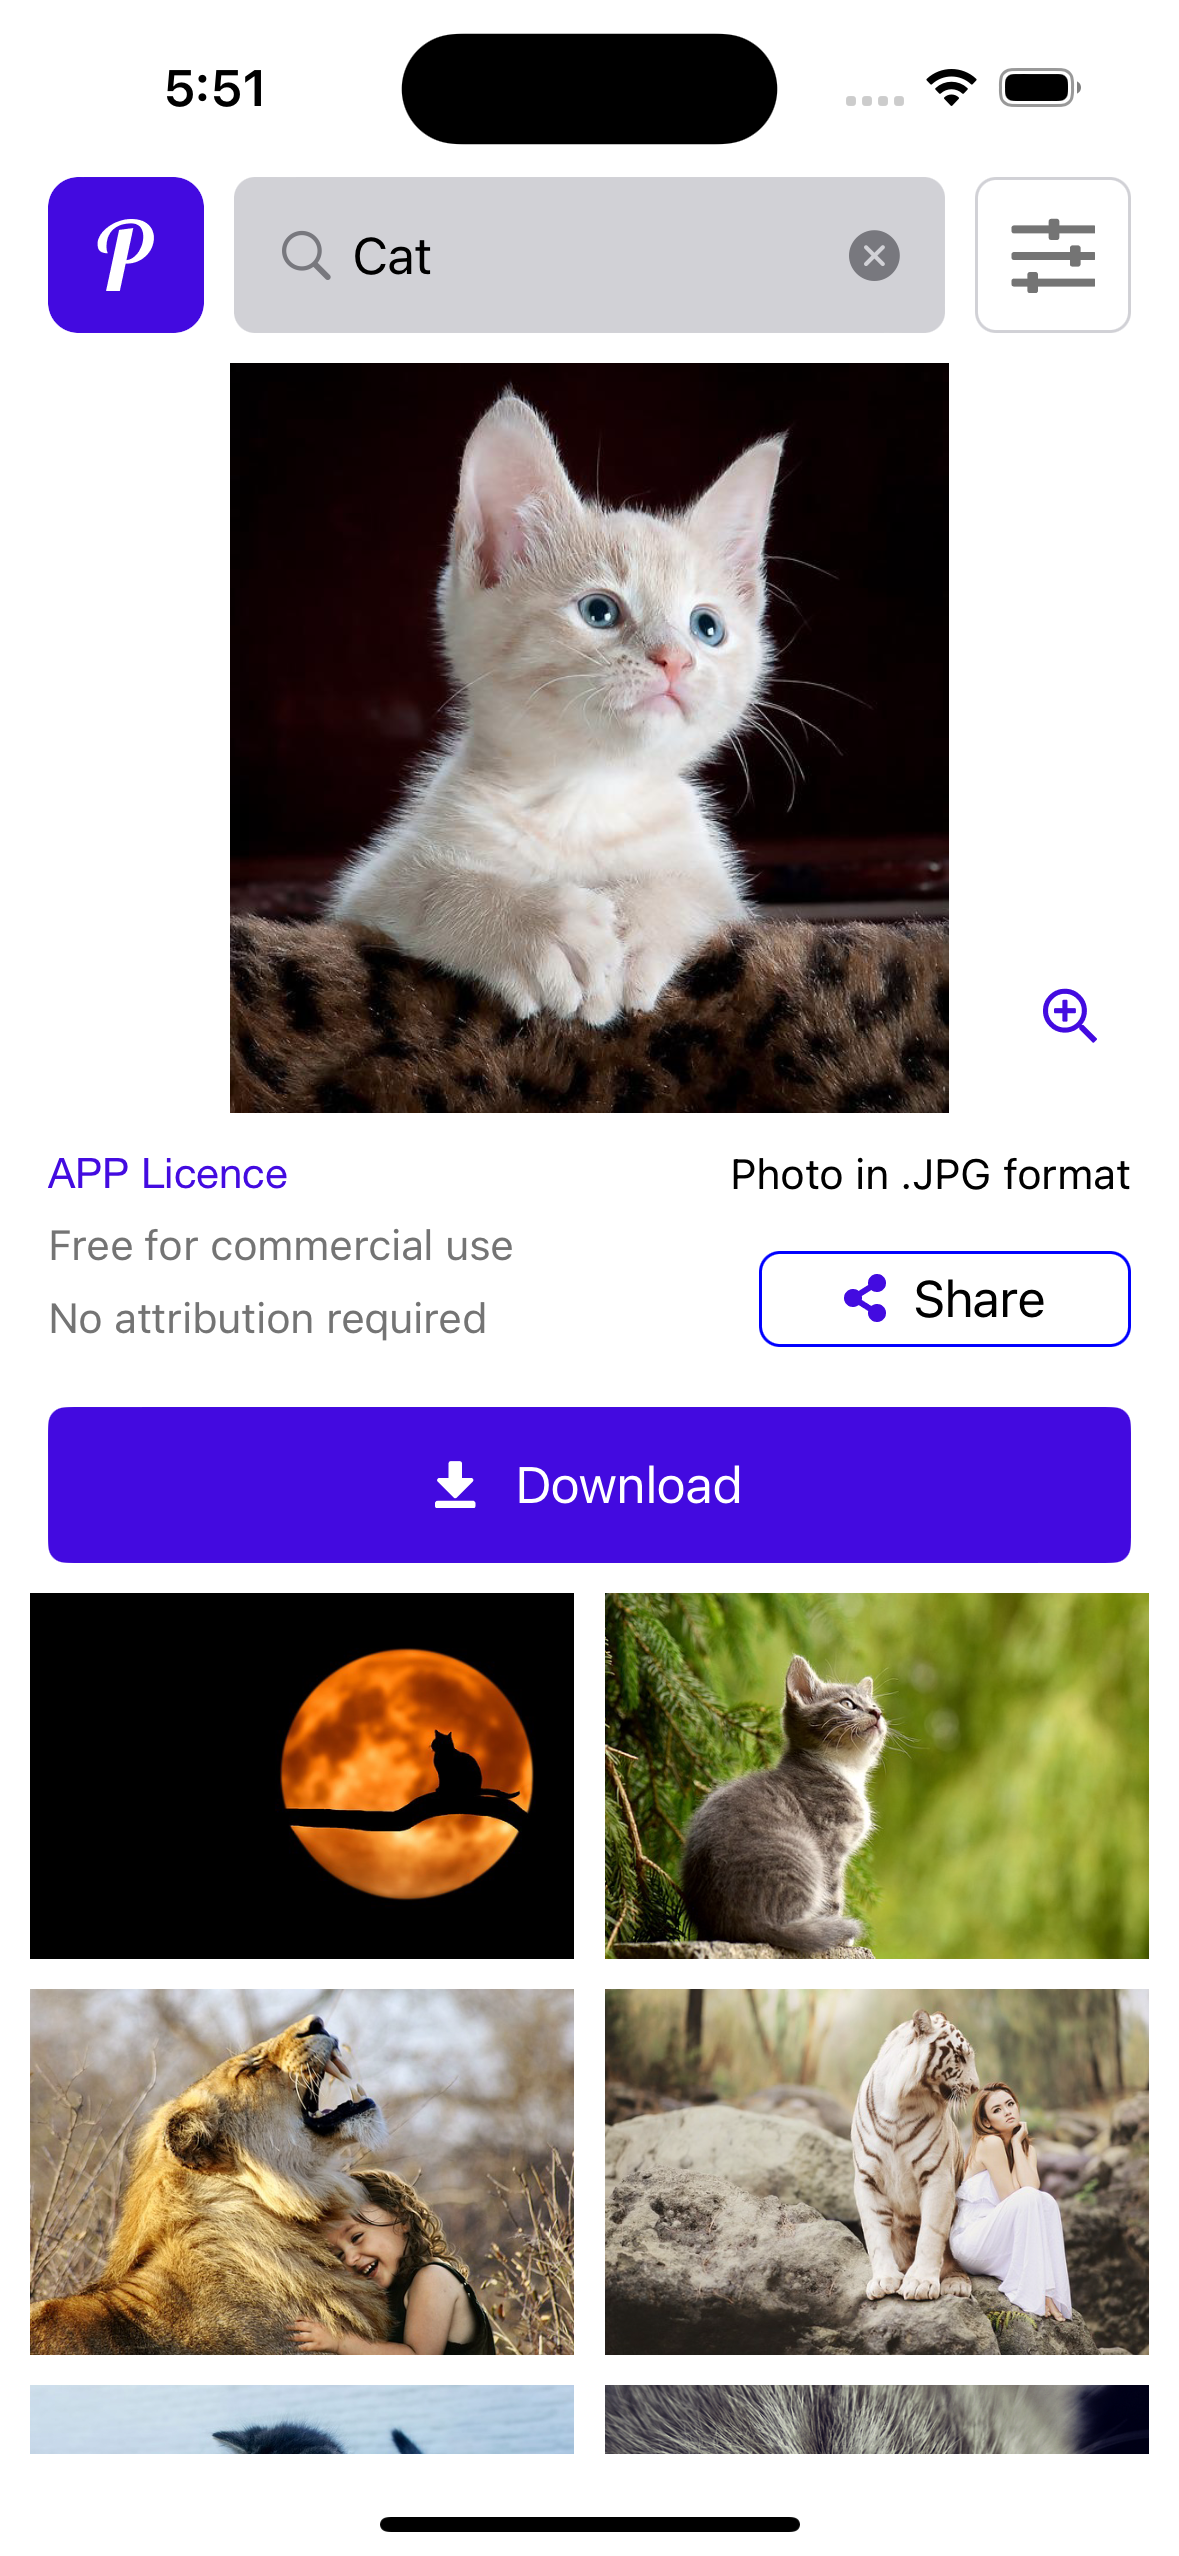 5:51
P
Cat
APP Licence
Photo in .JPG format
Free for commercial use
No attribution required
Share
Download